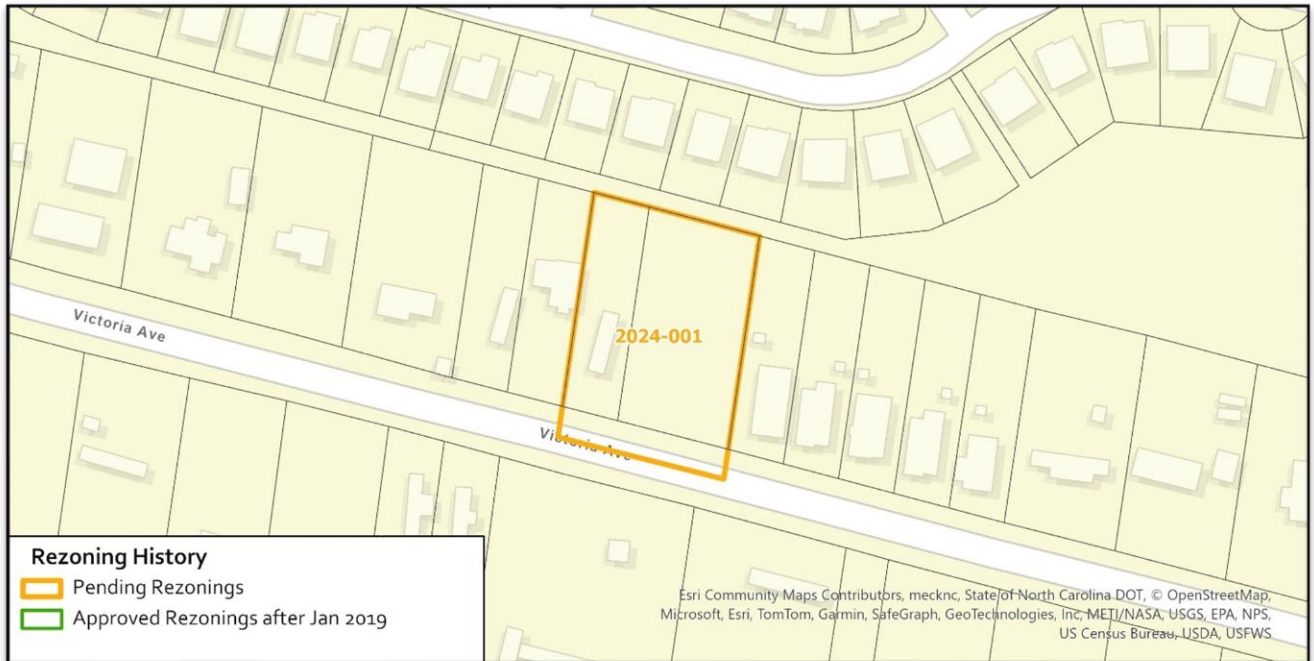 Victoria Ave
2024-001
Victoria Ave
Rezoning History
Pending Rezonings
Approved Rezonings after Jan 2019
Esri Community Maps Contributors, mecknc, State of North Carolina DOT, © OpenStreetMap,
Microsoft, Esri, TomTom, Garmin, SafeGraph, GeoTechnologies, Inc, METI/NASA, USGS, EPA, NPS,
US Census Bureau, USDA, USFWS